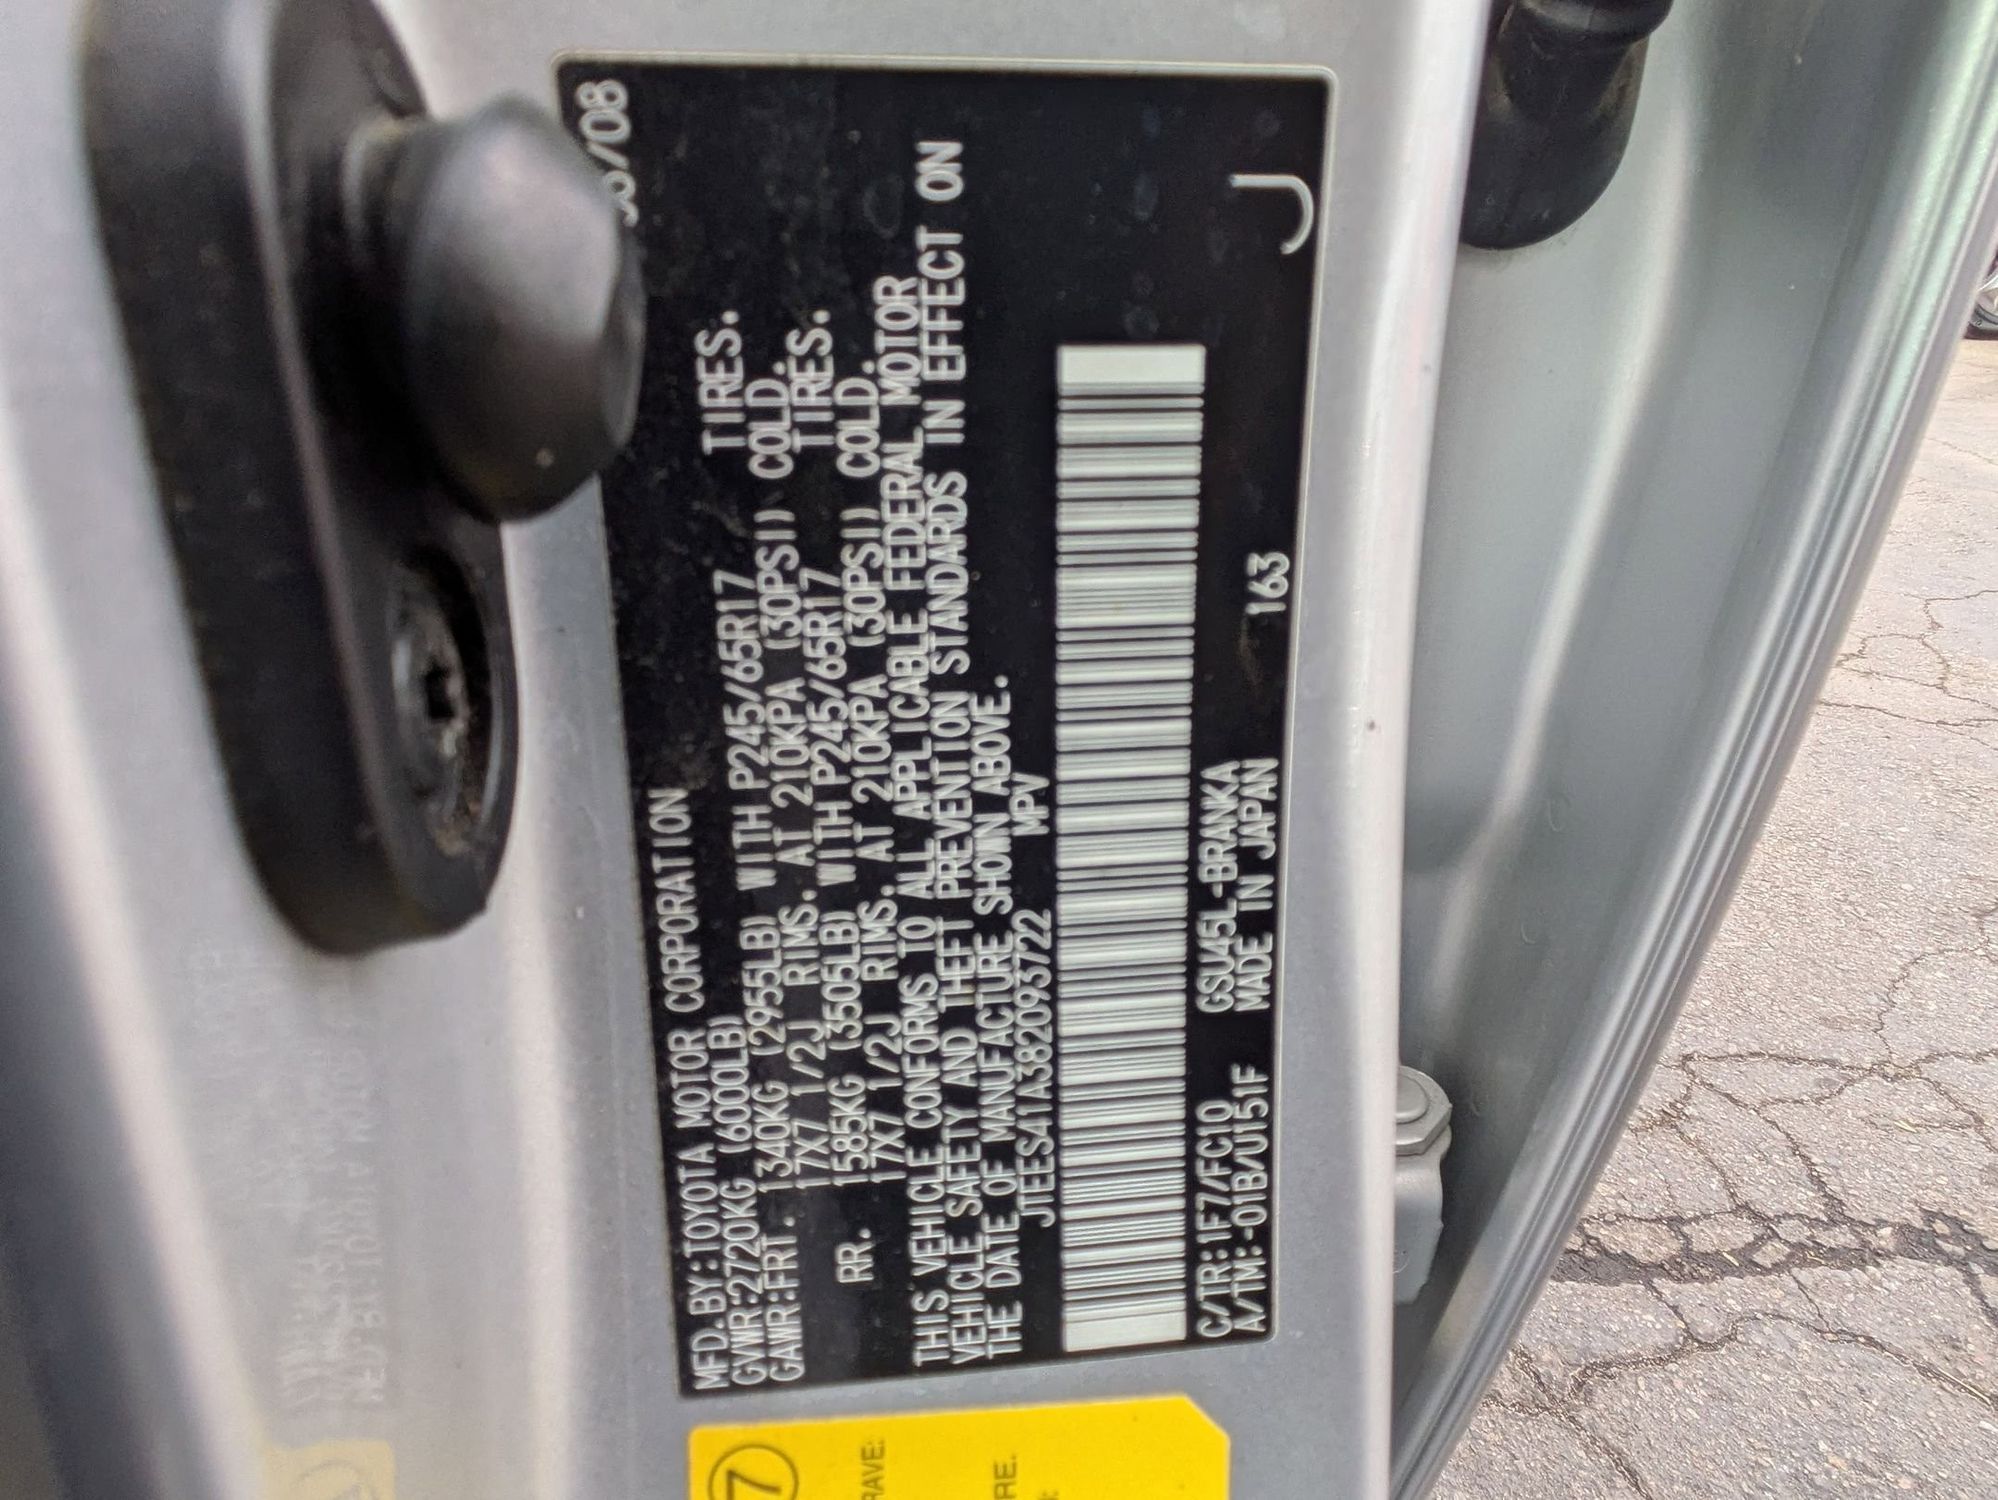 /08
MFD.BY:TOYOTA MOTOR CORPORATION
GVWR:2720KG (6000LB)
GAWR:FRT. 1340KG (2955LB) WITH P245/65R17 TIRES.
17X7 1/2J RIMS. AT 210KPA (30PSI) COLD.
RR. 1585KG (3505LB) WITH P245/65R17 TIRES.
17X7 1/2J RIMS. AT 210KPA (30PSI) COLD.
THIS VEHICLE CONFORMS TO ALL APPLICABLE FEDERAL MOTOR
VEHICLE SAFETY AND THEFT PREVENTION STANDARDS IN EFFECT ON
THE DATE OF MANUFACTURE SHOWN ABOVE.
JTEES41A382093722 MPV
C/TR:1F7/FC10 GSU45L-BRANKA
A/TM:-01B/U151F MADE IN JAPAN 163 J
7
RAVE:
RE.